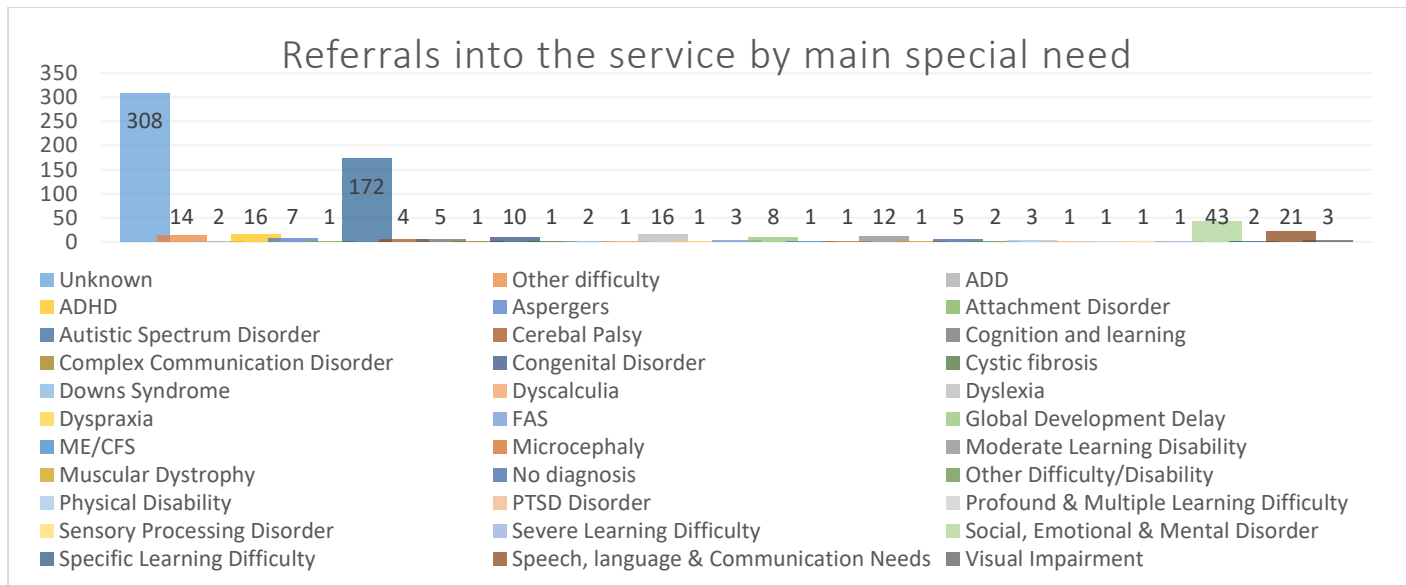 Referrals into the service by main special need
350
300
250
200
150
100
50
0
308 14 2 16 7 1 172 4 5 1 10 1 2 1 16 1 3 8 1 1 12 1 5 2 3 1 1 1 1 43 2 21 3
Unknown Other difficulty ADD
ADHD Aspergers Attachment Disorder
Autistic Spectrum Disorder Cerebal Palsy Cognition and learning
Complex Communication Disorder Congenital Disorder Cystic fibrosis
Downs Syndrome Dyscalculia Dyslexia
Dyspraxia FAS Global Development Delay
ME/CFS Microcephaly Moderate Learning Disability
Muscular Dystrophy No diagnosis Other Difficulty/Disability
Physical Disability PTSD Disorder Profound & Multiple Learning Difficulty
Sensory Processing Disorder Severe Learning Difficulty Social, Emotional & Mental Disorder
Specific Learning Difficulty Speech, language & Communication Needs Visual Impairment